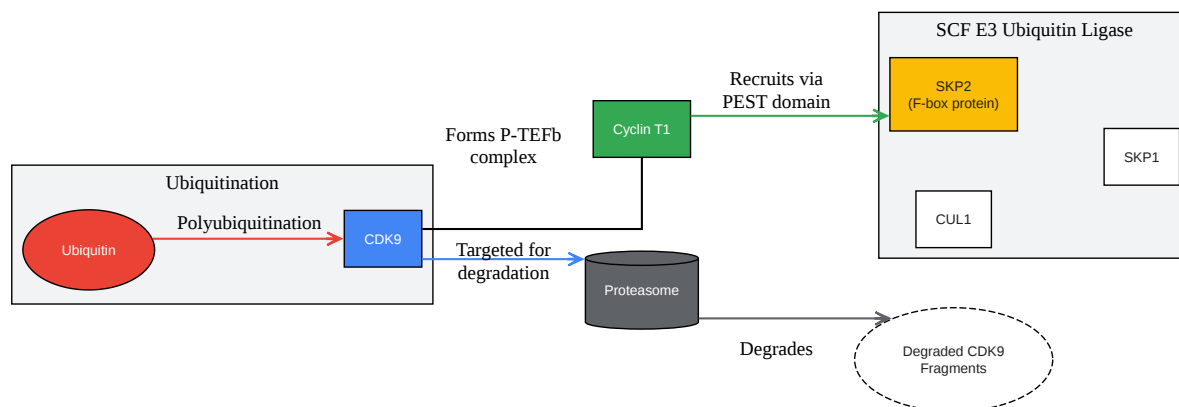 SCF E3 Ubiquitin Ligase
Recruits via
PEST domain
SKP2
(F-box protein)
Cyclin T1
Forms P-TEFb
complex
SKP1
Ubiquitination
Polyubiquitination
CUL1
Ubiquitin
CDK9
Targeted for
degradation
Proteasome
Degrades
Degraded CDK9
Fragments